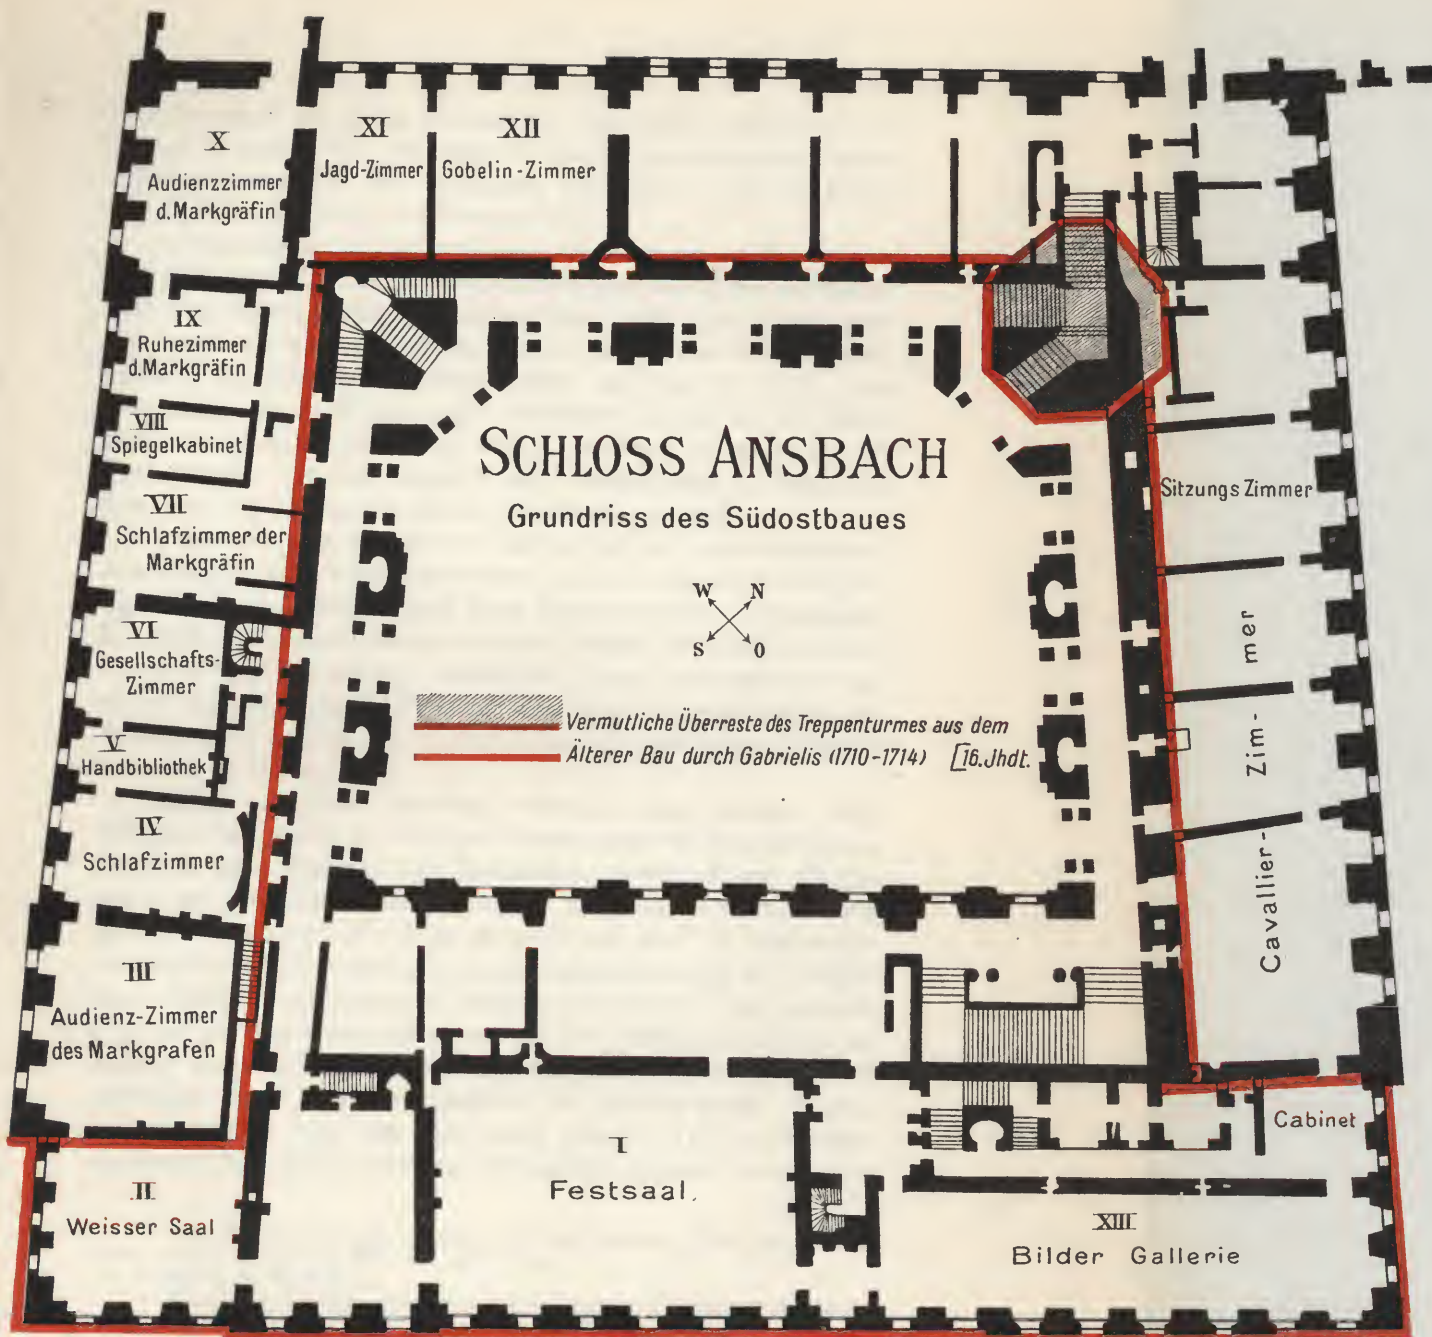 X
Audienzzimmer
d. Markgräfin
XI
Jagd-Zimmer
XII
Gobelin-Zimmer
IX
Ruhezimmer
d. Markgräfin
VIII
Spiegelkabinet
VII
Schlafzimmer der
Markgräfin
VI
Gesellschafts-
Zimmer
V
Handbibliothek
IV
Schlafzimmer
III
Audienz-Zimmer
des Markgrafen
II
Weisser Saal
SCHLOSS ANSBACH
Grundriss des Südostbaues
W N
S O
Vermutliche Überreste des Treppenturmes aus dem
Älterer Bau durch Gabrielis (1710-1714) [16. Jhdt.
Sitzungs Zimmer
Cavallier-Zimmer
Cabinet
I
Festsaal.
XIII
Bilder Gallerie